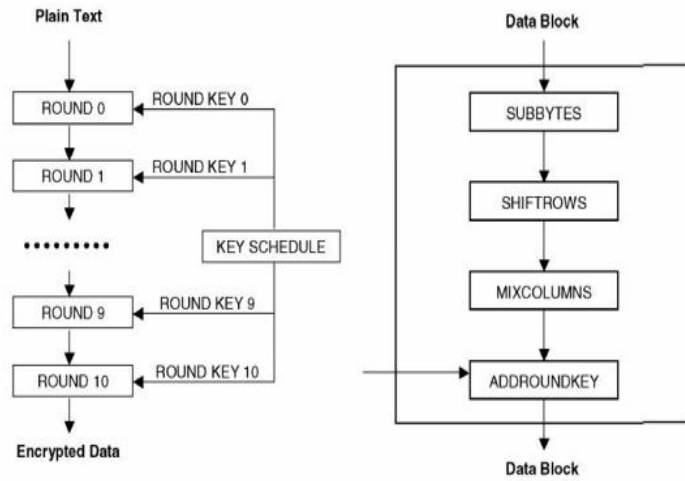 Plain Text
ROUND 0
ROUND KEY 0
ROUND 1
ROUND KEY 1
KEY SCHEDULE
ROUND 9
ROUND KEY 9
ROUND 10
ROUND KEY 10
Encrypted Data
Data Block
SUBBYTES
SHIFTROWS
MIXCOLUMNS
ADDROUNDKEY
Data Block